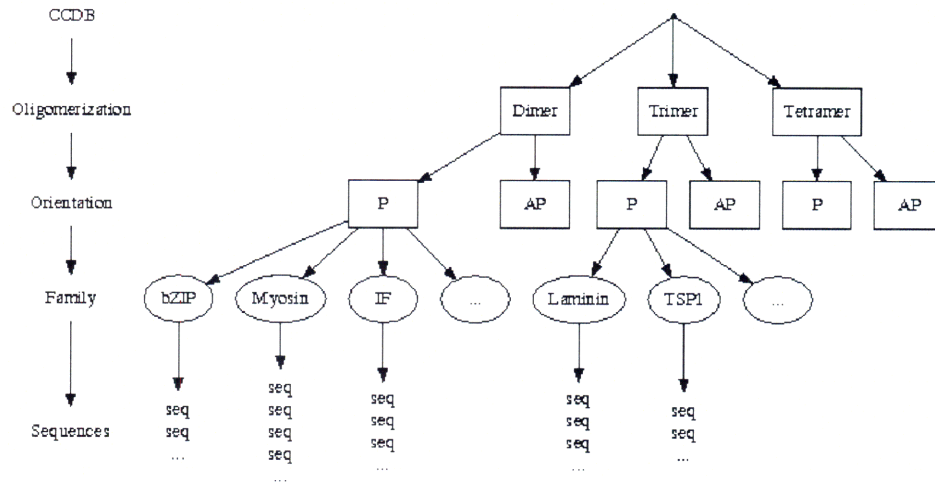 CCDB
Oligomerization
Dimer Trimer Tetramer
Orientation
P AP P AP P AP
Family
bZIP Myosin IF ... Laminin TSP1 ...
Sequences
seq
seq
...
seq
seq
seq
seq
...
seq
seq
seq
...
seq
seq
seq
...
seq
seq
...